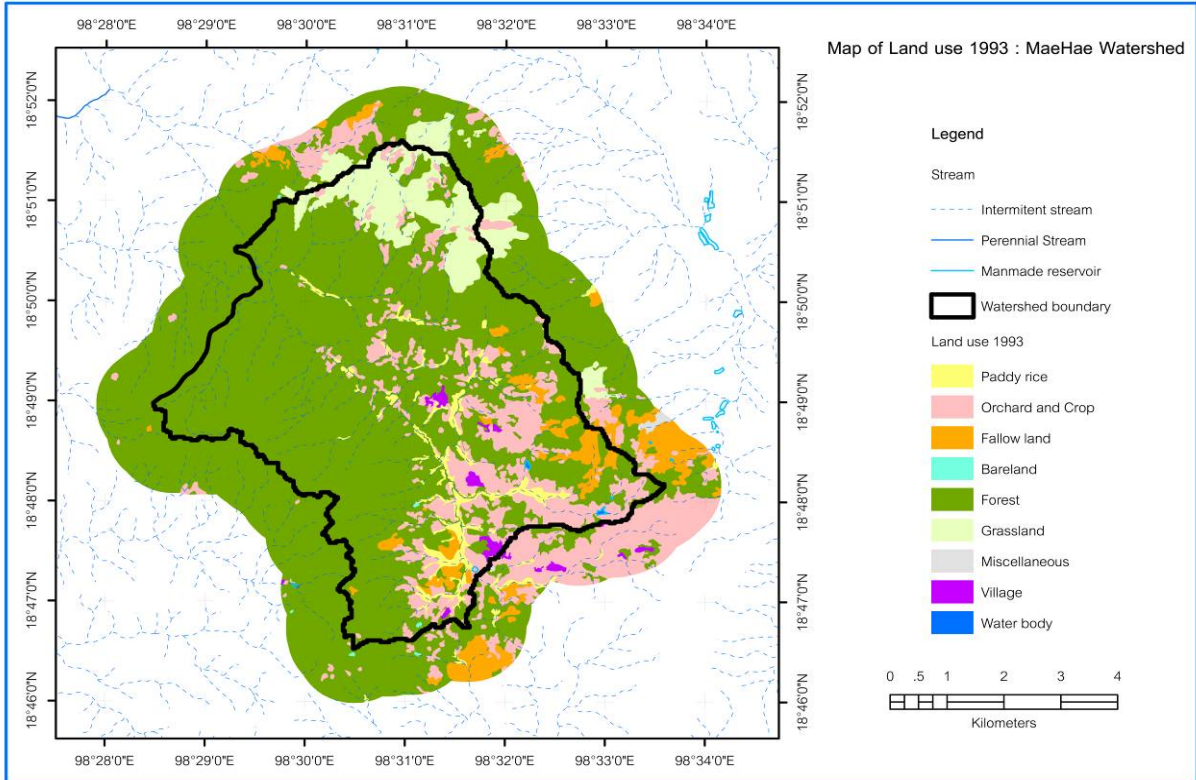 98°28'0"E 98°29'0"E 98°30'0"E 98°31'0"E 98°32'0"E 98°33'0"E 98°34'0"E
Map of Land use 1993 : MaeHae Watershed
18°52'0"N
18°51'0"N
18°50'0"N
18°49'0"N
18°48'0"N
18°47'0"N
18°46'0"N
18°52'0"N
18°51'0"N
18°50'0"N
18°49'0"N
18°48'0"N
18°47'0"N
18°46'0"N
98°28'0"E 98°29'0"E 98°30'0"E 98°31'0"E 98°32'0"E 98°33'0"E 98°34'0"E
Legend
Stream
Intermitent stream
Perennial Stream
Manmade reservoir
Watershed boundary
Land use 1993
Paddy rice
Orchard and Crop
Fallow land
Bareland
Forest
Grassland
Miscellaneous
Village
Water body
0 .5 1 2 3 4
Kilometers